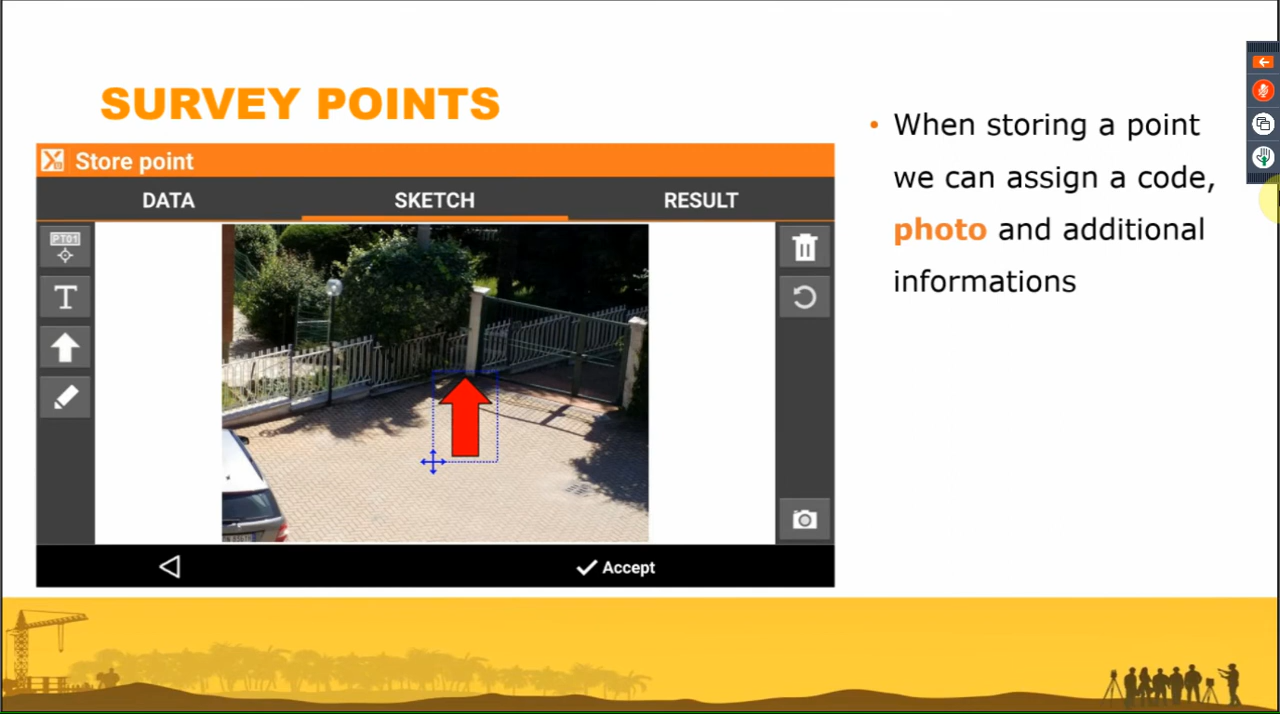 SURVEY POINTS
Store point
DATA
SKETCH
RESULT
PT01
T
Accept
• When storing a point
we can assign a code,
photo and additional
informations